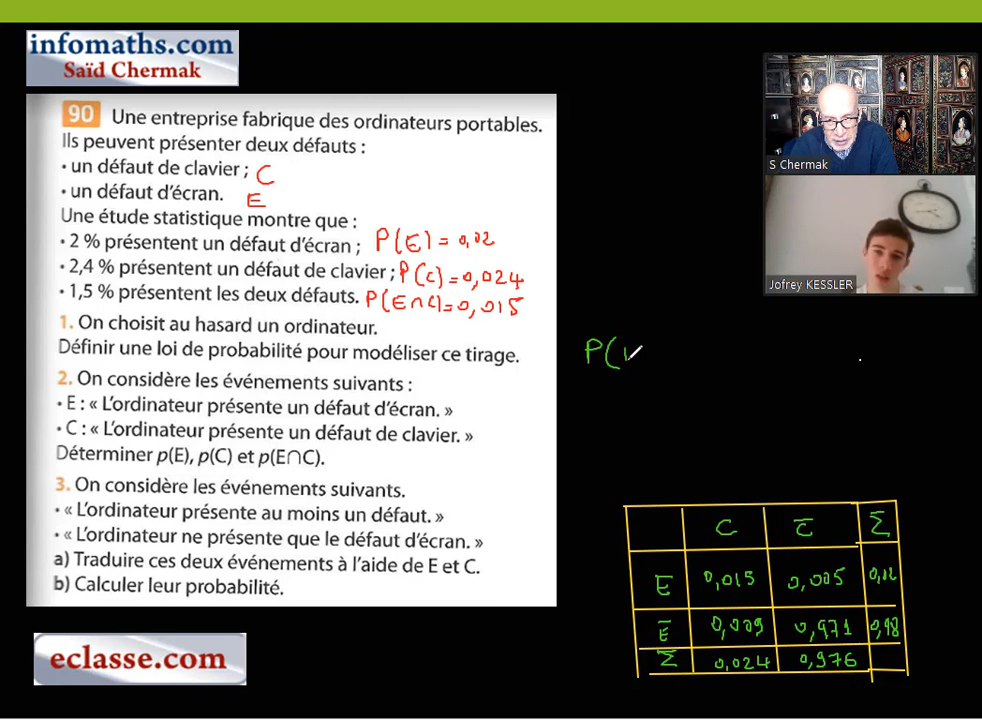 infomaths.com
Saïd Chermak
90 Une entreprise fabrique des ordinateurs portables.
Ils peuvent présenter deux défauts :
• un défaut de clavier ; C
• un défaut d'écran. E
Une étude statistique montre que :
• 2 % présentent un défaut d'écran ; P(E) = 0,02
• 2,4 % présentent un défaut de clavier ; P(C) = 0,024
• 1,5 % présentent les deux défauts. P(E∩C) = 0,015
1. On choisit au hasard un ordinateur.
Définir une loi de probabilité pour modéliser ce tirage.
2. On considère les événements suivants :
• E : « L'ordinateur présente un défaut d'écran. »
• C : « L'ordinateur présente un défaut de clavier. »
Déterminer p(E), p(C) et p(E∩C).
3. On considère les événements suivants.
• « L'ordinateur présente au moins un défaut. »
• « L'ordinateur ne présente que le défaut d'écran. »
a) Traduire ces deux événements à l'aide de E et C.
b) Calculer leur probabilité.
eclasse.com
S Chermak
Jofrey KESSLER
P(
C C̅ Σ
E 0,015 0,005 0,02
E̅ 0,009 0,971 0,98
Σ 0,024 0,976